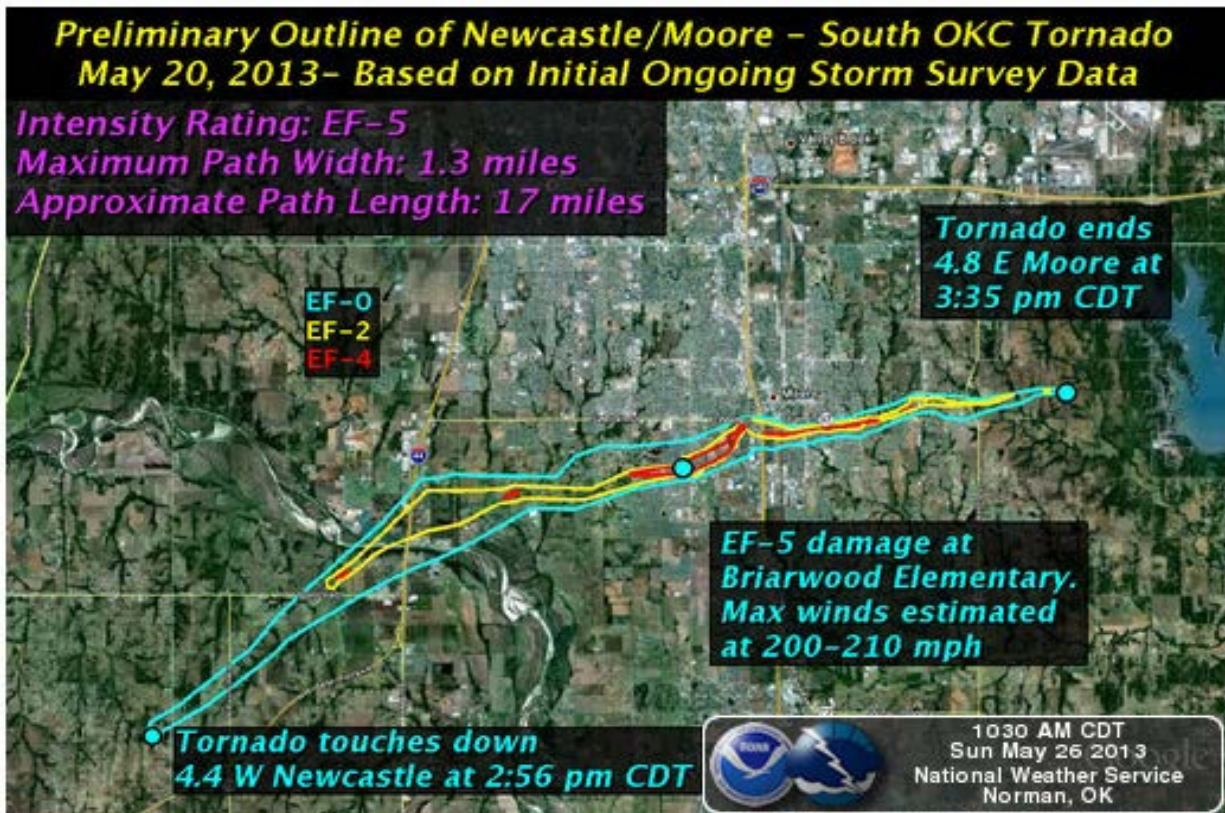 Preliminary Outline of Newcastle/Moore - South OKC Tornado
May 20, 2013- Based on Initial Ongoing Storm Survey Data
Intensity Rating: EF-5
Maximum Path Width: 1.3 miles
Approximate Path Length: 17 miles
Tornado ends
4.8 E Moore at
3:35 pm CDT
EF-0
EF-2
EF-4
Moore
44
EF-5 damage at
Briarwood Elementary.
Max winds estimated
at 200-210 mph
Tornado touches down
4.4 W Newcastle at 2:56 pm CDT
1030 AM CDT
Sun May 26 2013
National Weather Service
Norman, OK